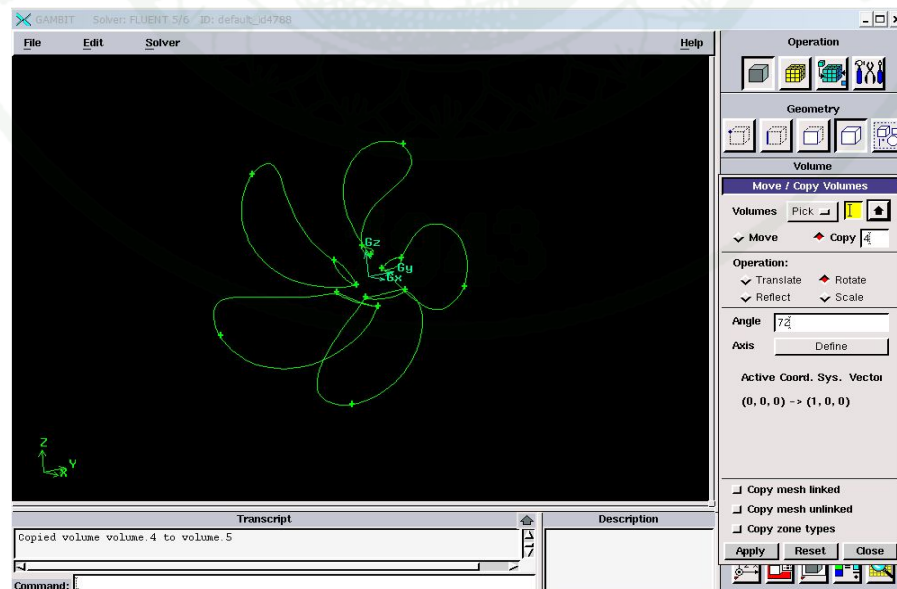 GAMBIT Solver: FLUENT 5/6 ID: default_id4768
File Edit Solver Help
Operation
Geometry
Volume
Move / Copy Volumes
Volumes Pick
Move Copy 4
Operation:
Translate Rotate
Reflect Scale
Angle 72
Axis Define
Active Coord. Sys. Vector
(0, 0, 0) -> (1, 0, 0)
Copy mesh linked
Copy mesh unlinked
Copy zone types
Apply Reset Close
Gz
Gy
Gx
Z
Y
X
Transcript
Description
Copied volume volume.4 to volume.5
Command: